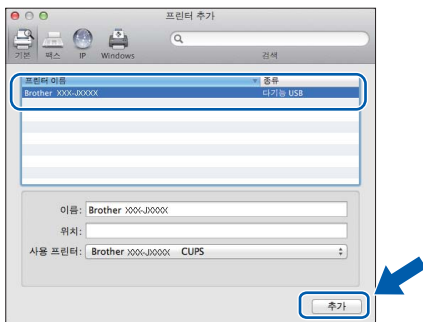 프린터 추가
기본 팩스 IP Windows 검색
프린터 이름 종류
Brother XXX-JXXXX 다기능 USB
이름: Brother XXX-JXXXX
위치:
사용 프린터: Brother XXX-JXXXX CUPS
추가